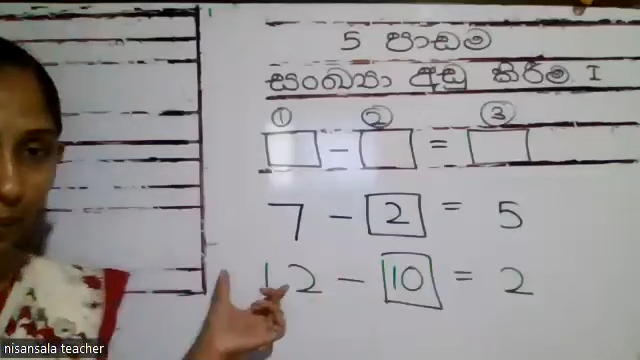 5 පාඩම
සංඛ්‍යා අඩු කිරීම I
① ② ③
□ - □ = □
7 - 2 = 5
12 - 10 = 2
nisansala teacher